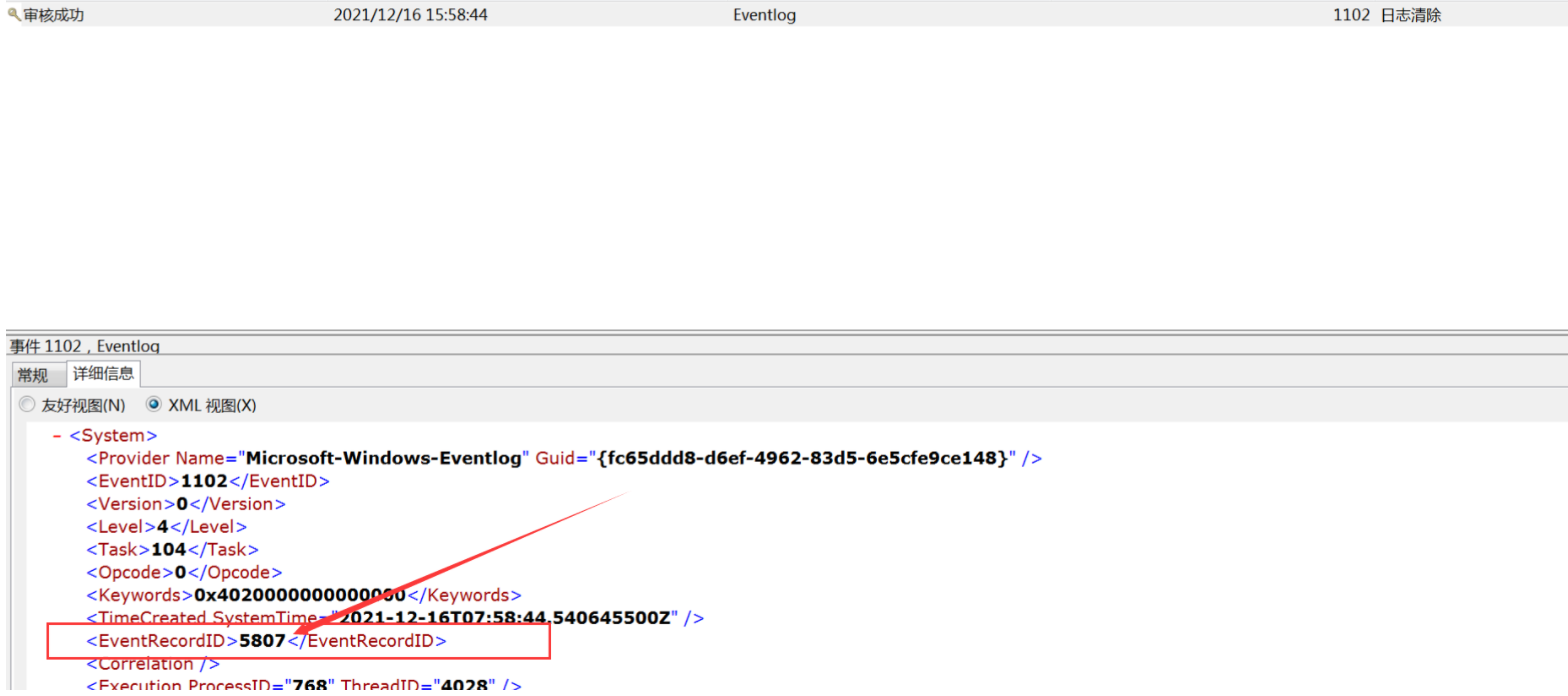 审核成功 2021/12/16 15:58:44 Eventlog 1102 日志清除
事件 1102，Eventlog
常规 详细信息
友好视图(N) XML 视图(X)
- <System>
<Provider Name="Microsoft-Windows-Eventlog" Guid="{fc65ddd8-d6ef-4962-83d5-6e5cfe9ce148}" />
<EventID>1102</EventID>
<Version>0</Version>
<Level>4</Level>
<Task>104</Task>
<Opcode>0</Opcode>
<Keywords>0x4020000000000000</Keywords>
<TimeCreated SystemTime="2021-12-16T07:58:44.540645500Z" />
<EventRecordID>5807</EventRecordID>
<Correlation />
<Execution ProcessID="768" ThreadID="4028" />